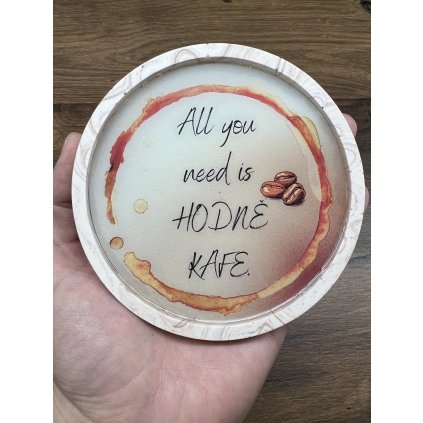 All you
need is
HODNĚ
KAFE.